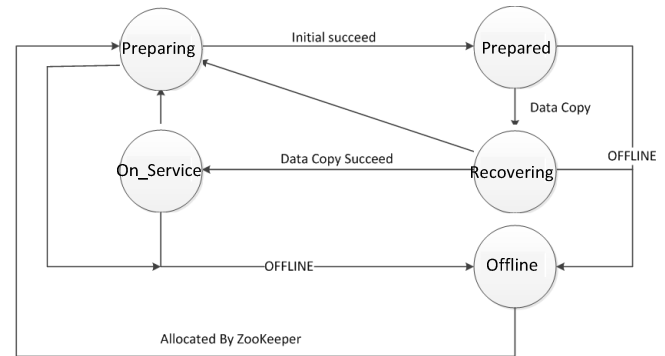 Initial succeed
Preparing
Prepared
Data Copy
OFFLINE
Data Copy Succeed
On_Service
Recovering
OFFLINE
Offline
Allocated By ZooKeeper